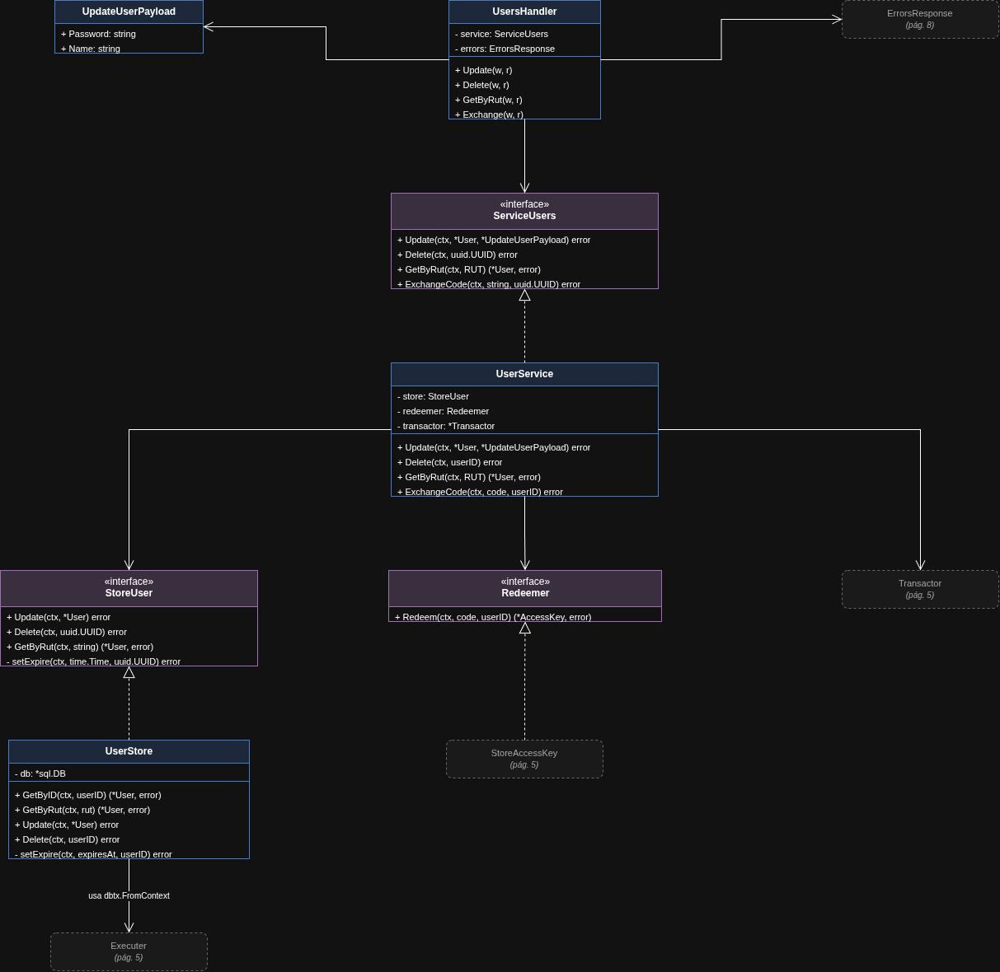 UpdateUserPayload
+ Password: string
+ Name: string
UsersHandler
- service: ServiceUsers
- errors: ErrorsResponse
+ Update(w, r)
+ Delete(w, r)
+ GetByRut(w, r)
+ Exchange(w, r)
ErrorsResponse
(pág. 8)
«interface»
ServiceUsers
+ Update(ctx, *User, *UpdateUserPayload) error
+ Delete(ctx, uuid.UUID) error
+ GetByRut(ctx, RUT) (*User, error)
+ ExchangeCode(ctx, string, uuid.UUID) error
UserService
- store: StoreUser
- redeemer: Redeemer
- transactor: *Transactor
+ Update(ctx, *User, *UpdateUserPayload) error
+ Delete(ctx, userID) error
+ GetByRut(ctx, RUT) (*User, error)
+ ExchangeCode(ctx, code, userID) error
«interface»
StoreUser
+ Update(ctx, *User) error
+ Delete(ctx, uuid.UUID) error
+ GetByRut(ctx, string) (*User, error)
- setExpire(ctx, time.Time, uuid.UUID) error
«interface»
Redeemer
+ Redeem(ctx, code, userID) (*AccessKey, error)
Transactor
(pág. 5)
UserStore
- db: *sql.DB
+ GetByID(ctx, userID) (*User, error)
+ GetByRut(ctx, rut) (*User, error)
+ Update(ctx, *User) error
+ Delete(ctx, userID) error
- setExpire(ctx, expiresAt, userID) error
StoreAccessKey
(pág. 5)
usa dbtx.FromContext
Executer
(pág. 5)